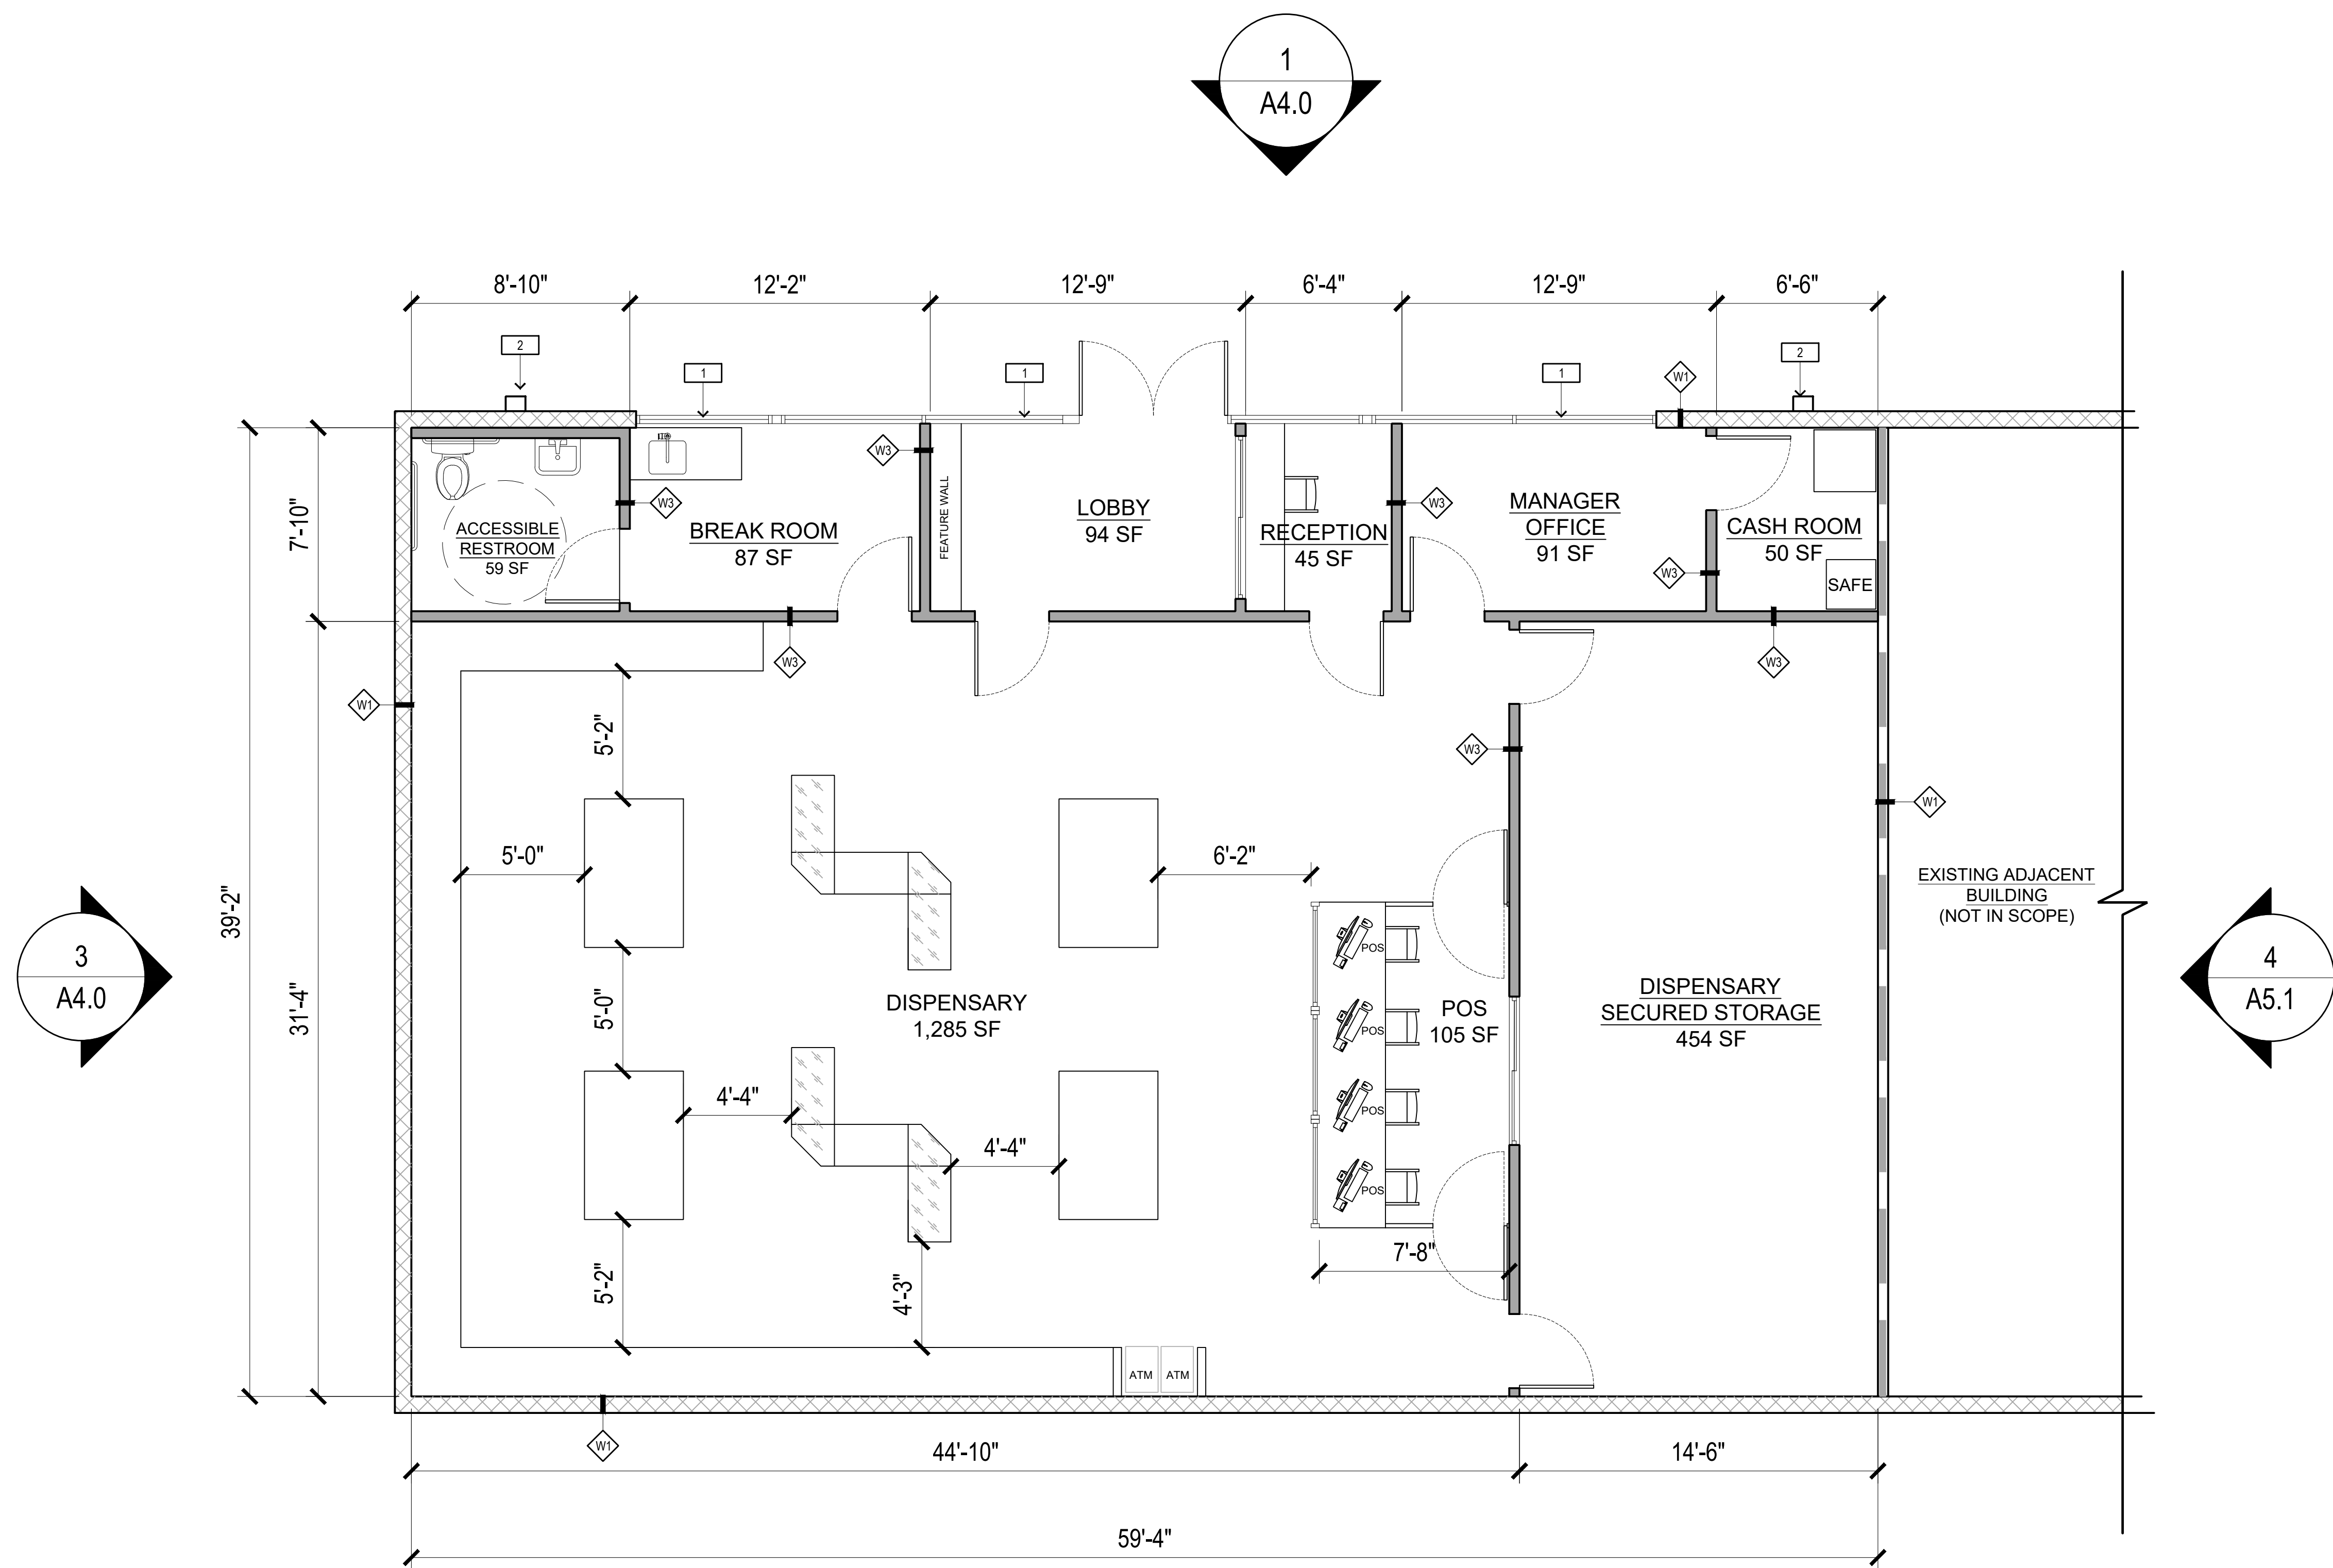 1
A4.0
8'-10"
12'-2"
12'-9"
6'-4"
12'-9"
6'-6"
2
1
1
1
W1
2
7'-10"
39'-2"
31'-4"
ACCESSIBLE
RESTROOM
59 SF
W3
BREAK ROOM
87 SF
W3
FEATURE WALL
LOBBY
94 SF
RECEPTION
45 SF
W3
MANAGER
OFFICE
91 SF
W3
CASH ROOM
50 SF
SAFE
W1
W3
W3
W3
W1
5'-2"
5'-0"
6'-2"
5'-0"
DISPENSARY
1,285 SF
4'-4"
4'-4"
5'-2"
4'-3"
POS
POS
POS
POS
POS
105 SF
7'-8"
DISPENSARY
SECURED STORAGE
454 SF
EXISTING ADJACENT
BUILDING
(NOT IN SCOPE)
3
A4.0
4
A5.1
ATM
ATM
W1
44'-10"
14'-6"
59'-4"